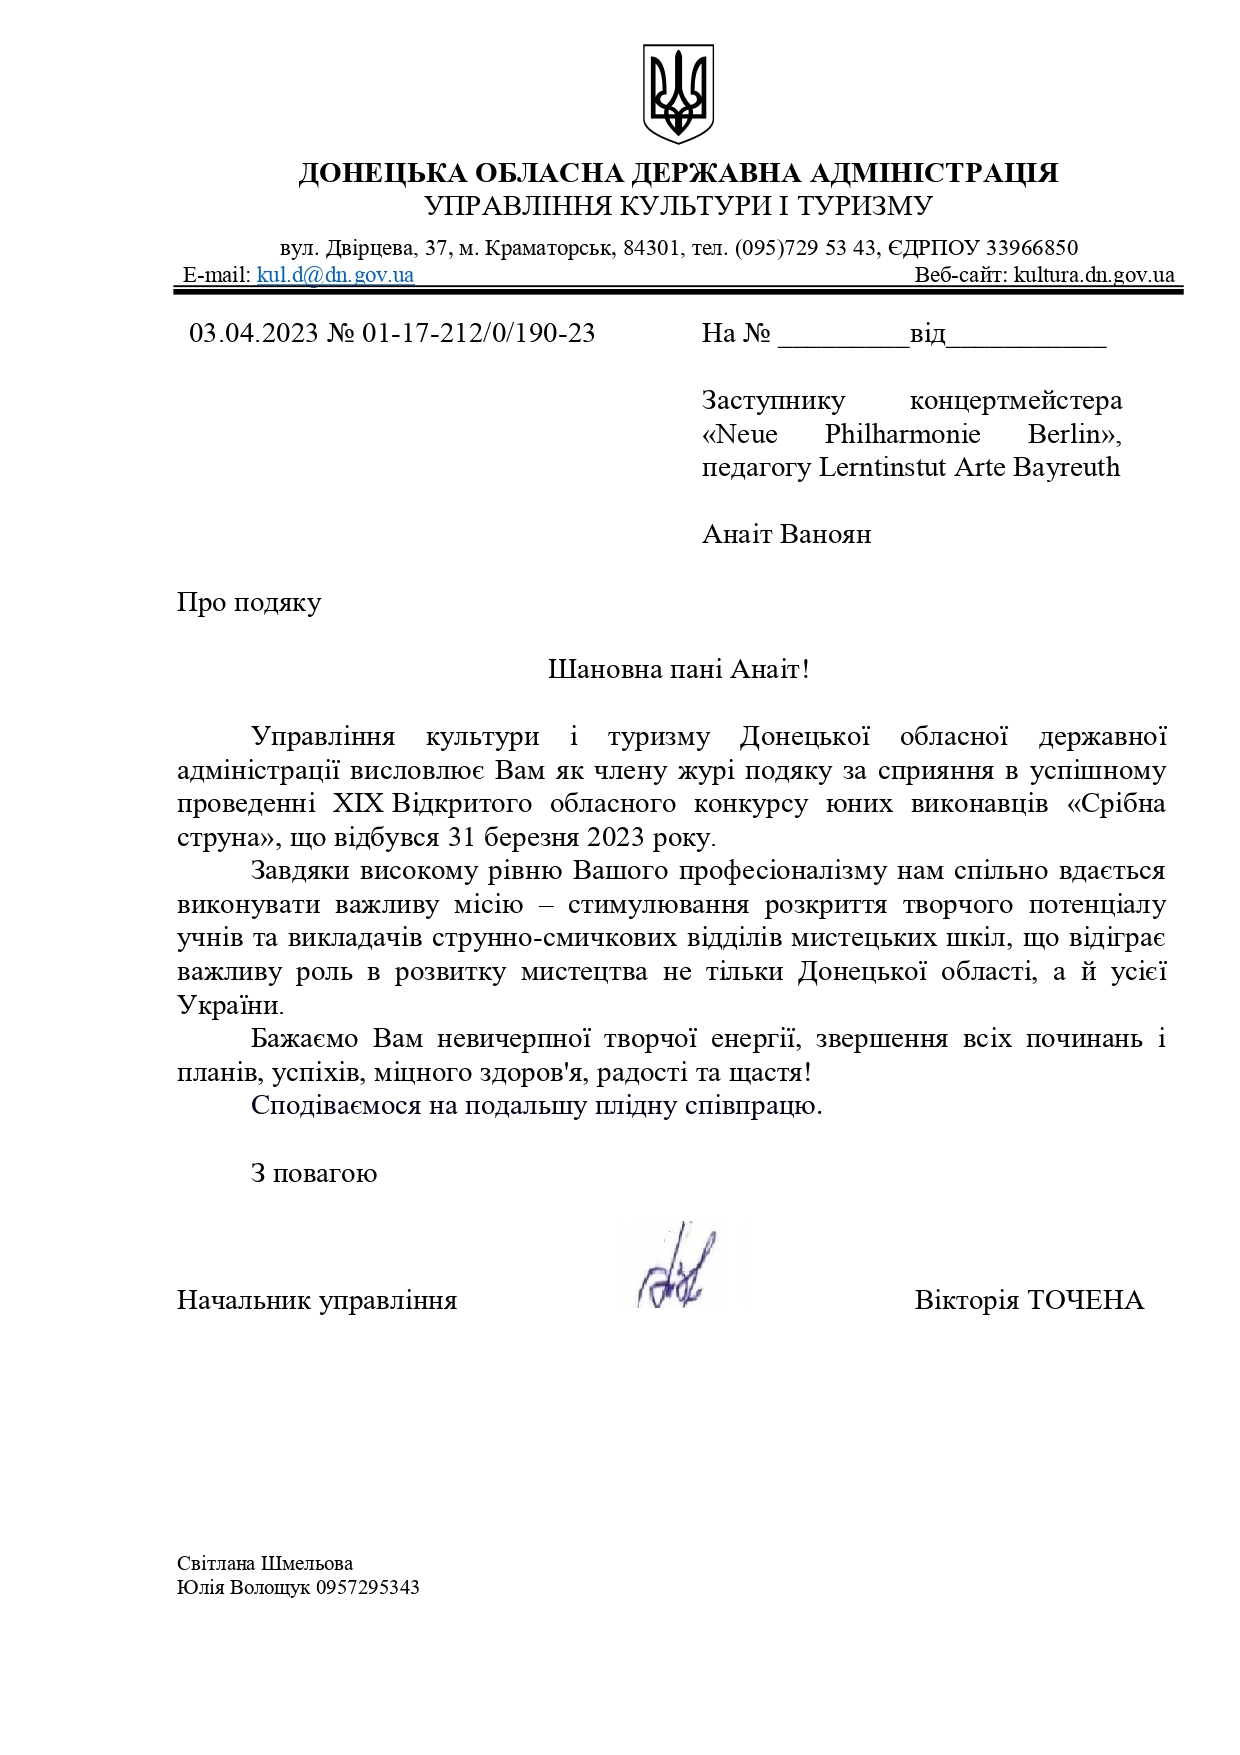 ДОНЕЦЬКА ОБЛАСНА ДЕРЖАВНА АДМІНІСТРАЦІЯ
УПРАВЛІННЯ КУЛЬТУРИ І ТУРИЗМУ
вул. Двірцева, 37, м. Краматорськ, 84301, тел. (095)729 53 43, ЄДРПОУ 33966850
E-mail: kul.d@dn.gov.ua Веб-сайт: kultura.dn.gov.ua
03.04.2023 № 01-17-212/0/190-23 На № _________від___________
Заступнику концертмейстера
«Neue Philharmonie Berlin»,
педагогу Lerntinstut Arte Bayreuth
Анаіт Ваноян
Про подяку
Шановна пані Анаіт!
Управління культури і туризму Донецької обласної державної
адміністрації висловлює Вам як члену журі подяку за сприяння в успішному
проведенні XIX Відкритого обласного конкурсу юних виконавців «Срібна
струна», що відбувся 31 березня 2023 року.
Завдяки високому рівню Вашого професіоналізму нам спільно вдається
виконувати важливу місію – стимулювання розкриття творчого потенціалу
учнів та викладачів струнно-смичкових відділів мистецьких шкіл, що відіграє
важливу роль в розвитку мистецтва не тільки Донецької області, а й усієї
України.
Бажаємо Вам невичерпної творчої енергії, звершення всіх починань і
планів, успіхів, міцного здоров'я, радості та щастя!
Сподіваємося на подальшу плідну співпрацю.
З повагою
Начальник управління Вікторія ТОЧЕНА
Світлана Шмельова
Юлія Волощук 0957295343